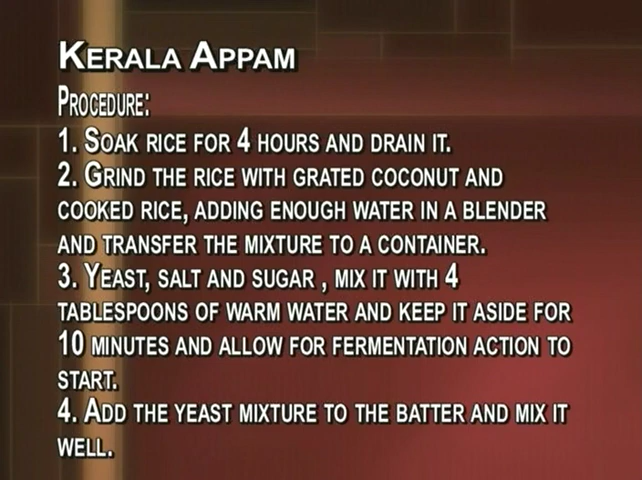 Kerala Appam
Procedure:
1. Soak rice for 4 hours and drain it.
2. Grind the rice with grated coconut and
cooked rice, adding enough water in a blender
and transfer the mixture to a container.
3. Yeast, salt and sugar , mix it with 4
tablespoons of warm water and keep it aside for
10 minutes and allow for fermentation action to
start.
4. Add the yeast mixture to the batter and mix it
well.